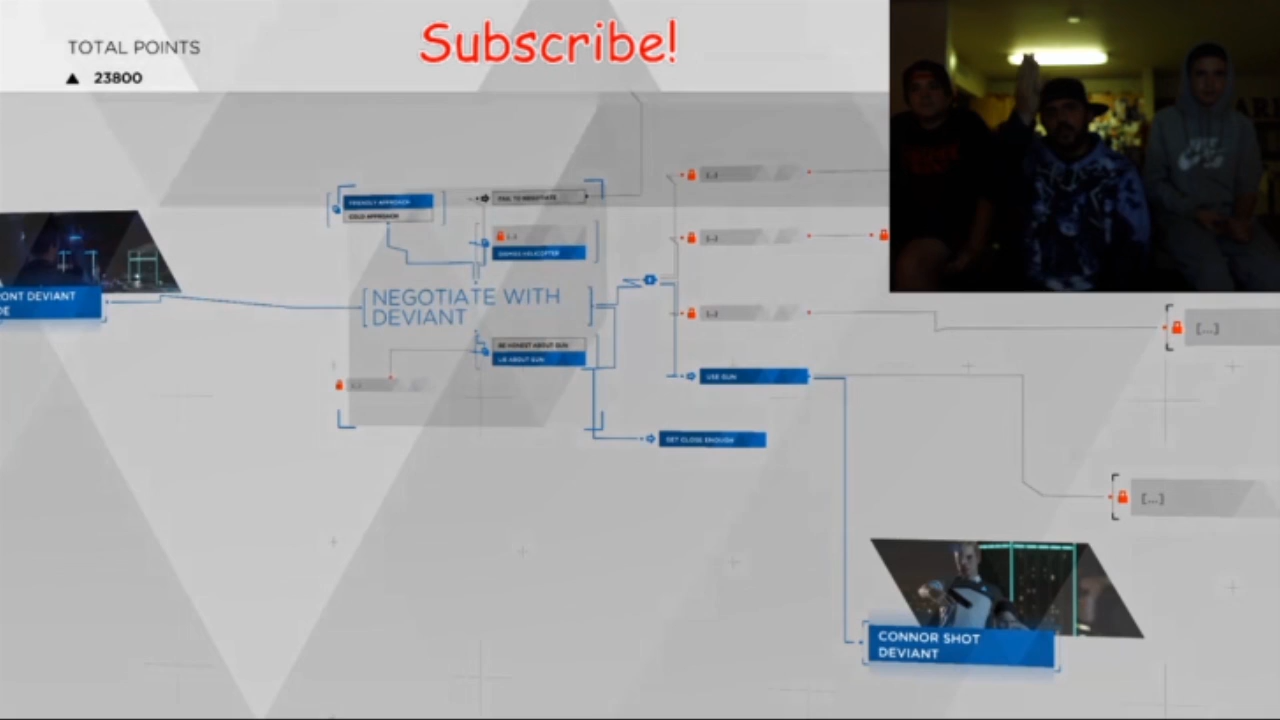 TOTAL POINTS
23800
Subscribe!
FRIENDLY APPROACH
COLD APPROACH
FAIL TO NEGOTIATE
[...]
DISMISS HELICOPTER
[...]
[...]
ONT DEVIANT
DE
NEGOTIATE WITH
DEVIANT
[...]
[...]
BE HONEST ABOUT GUN
LIE ABOUT GUN
USE GUN
GET CLOSE ENOUGH
[...]
CONNOR SHOT
DEVIANT